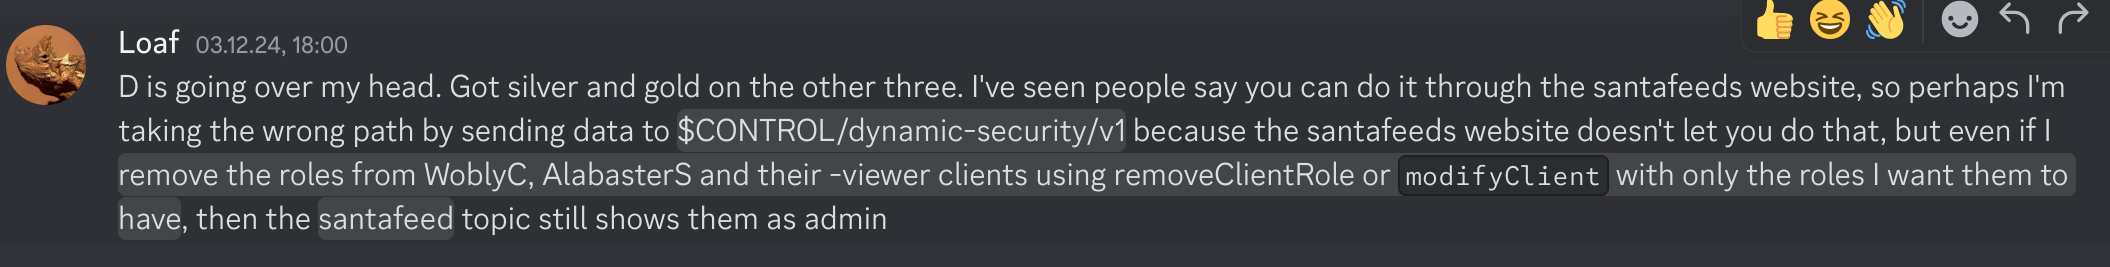 Loaf 03.12.24, 18:00
D is going over my head. Got silver and gold on the other three. I've seen people say you can do it through the santafeeds website, so perhaps I'm
taking the wrong path by sending data to $CONTROL/dynamic-security/v1 because the santafeeds website doesn't let you do that, but even if I
remove the roles from WoblyC, AlabasterS and their -viewer clients using removeClientRole or modifyClient with only the roles I want them to
have, then the santafeed topic still shows them as admin